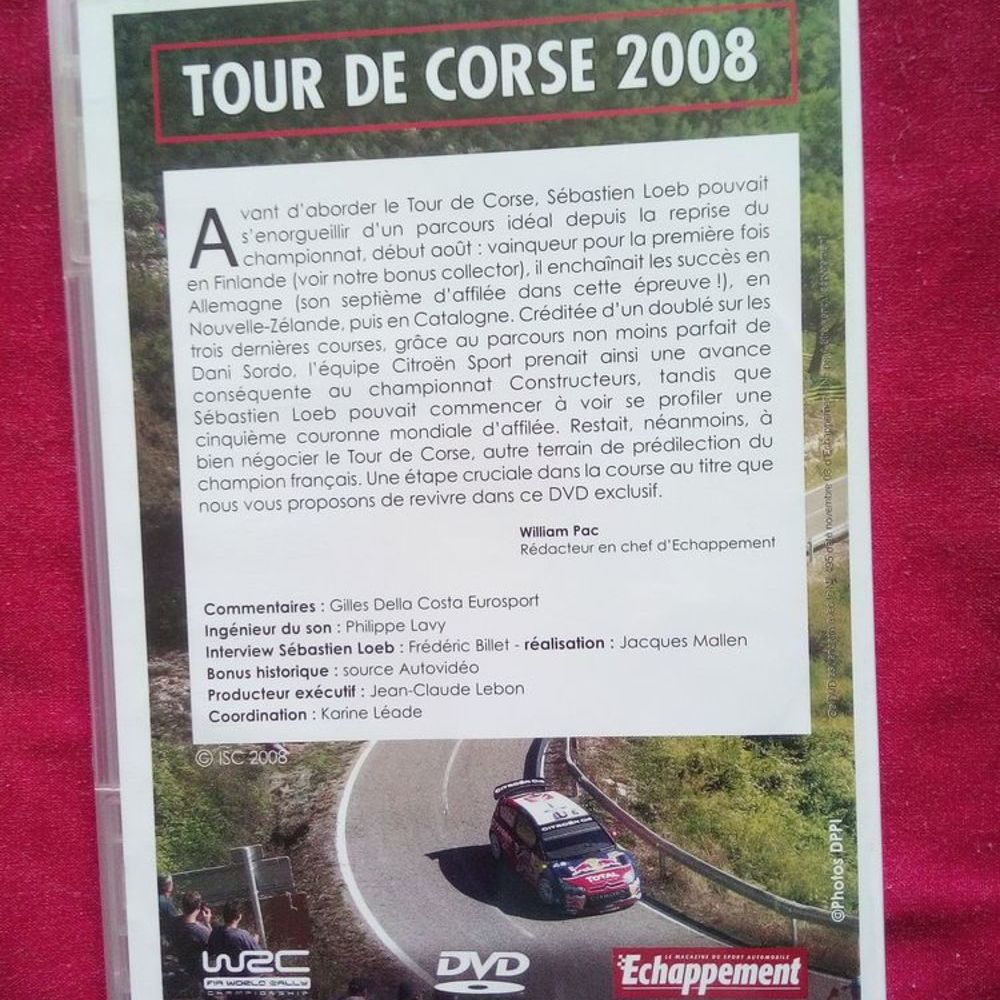 TOUR DE CORSE 2008
Avant d'aborder le Tour de Corse, Sébastien Loeb pouvait
s'enorgueillir d'un parcours idéal depuis la reprise du
championnat, début août : vainqueur pour la première fois
en Finlande (voir notre bonus collector), il enchaînait les succès en
Allemagne (son septième d'affilée dans cette épreuve !), en
Nouvelle-Zélande, puis en Catalogne. Créditée d'un doublé sur les
trois dernières courses, grâce au parcours non moins parfait de
Dani Sordo, l'équipe Citroën Sport prenait ainsi une avance
conséquente au championnat Constructeurs, tandis que
Sébastien Loeb pouvait commencer à voir se profiler une
cinquième couronne mondiale d'affilée. Restait, néanmoins, à
bien négocier le Tour de Corse, autre terrain de prédilection du
champion français. Une étape cruciale dans la course au titre que
nous vous proposons de revivre dans ce DVD exclusif.
William Pac
Rédacteur en chef d'Echappement
Commentaires : Gilles Della Costa Eurosport
Ingénieur du son : Philippe Lavy
Interview Sébastien Loeb : Frédéric Billet - réalisation : Jacques Mallen
Bonus historique : source Autovidéo
Producteur exécutif : Jean-Claude Lebon
Coordination : Karine Léade
© ISC 2008
CITROËN C4
CITROËN C4
Red Bull
TOTAL
@Photos DPPI
WRC
FIA WORLD RALLY
CHAMPIONSHIP
DVD
LE MAGAZINE DU SPORT AUTOMOBILE
Echappement